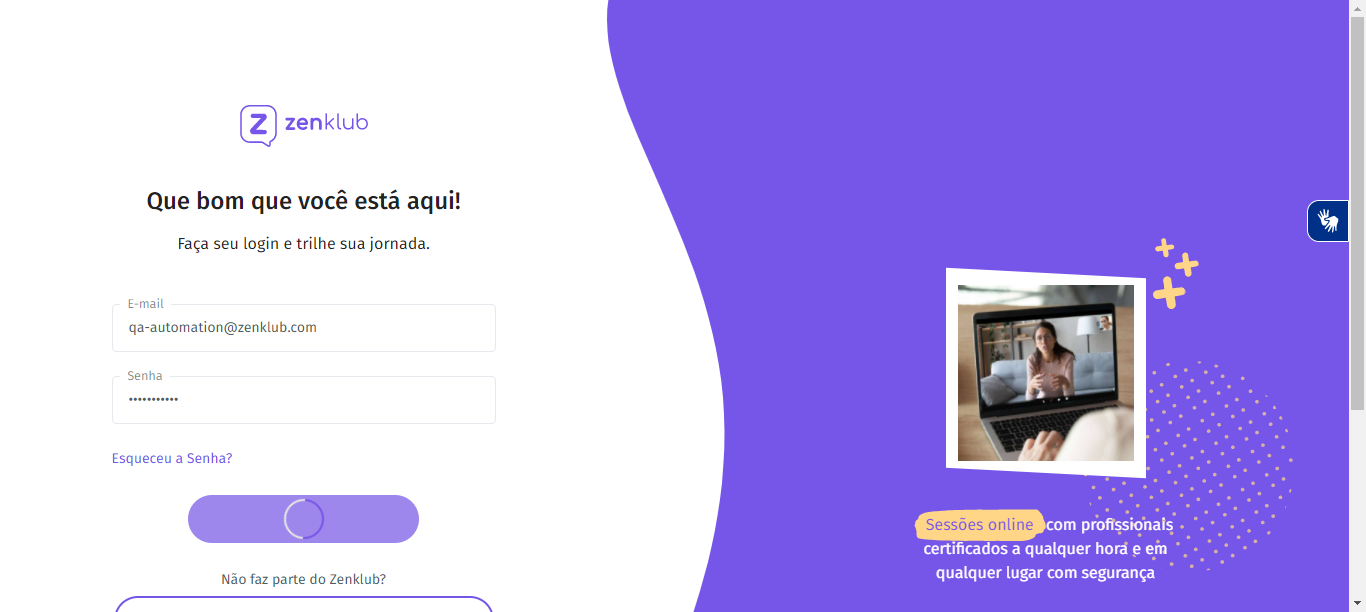 Z zenklub
Que bom que você está aqui!
Faça seu login e trilhe sua jornada.
E-mail
qa-automation@zenklub.com
Senha
•••••••••••
Esqueceu a Senha?
Não faz parte do Zenklub?
Sessões online com profissionais
certificados a qualquer hora e em
qualquer lugar com segurança